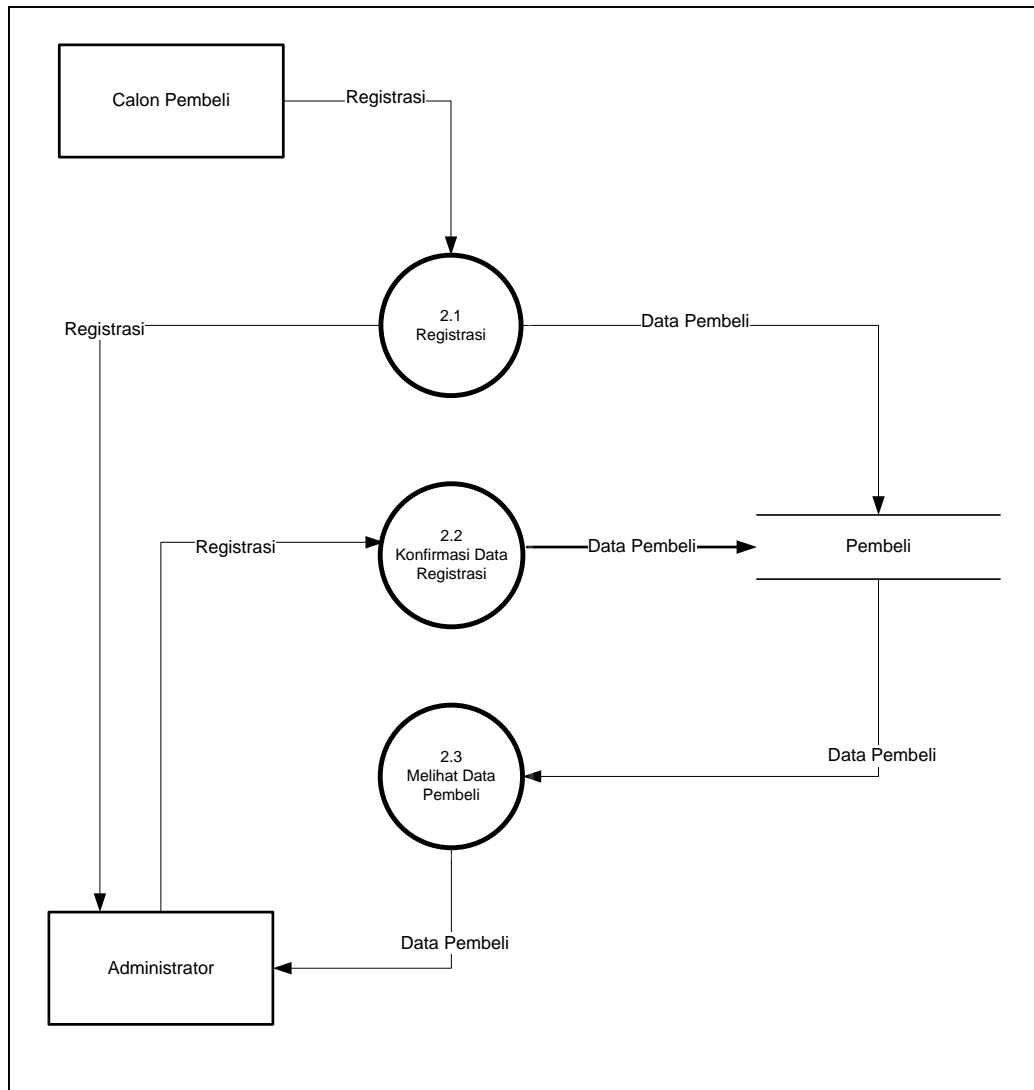 Calon Pembeli
Registrasi
2.1
Registrasi
Registrasi
Data Pembeli
2.2
Konfirmasi Data
Registrasi
Registrasi
Data Pembeli
Pembeli
2.3
Melihat Data
Pembeli
Data Pembeli
Data Pembeli
Administrator